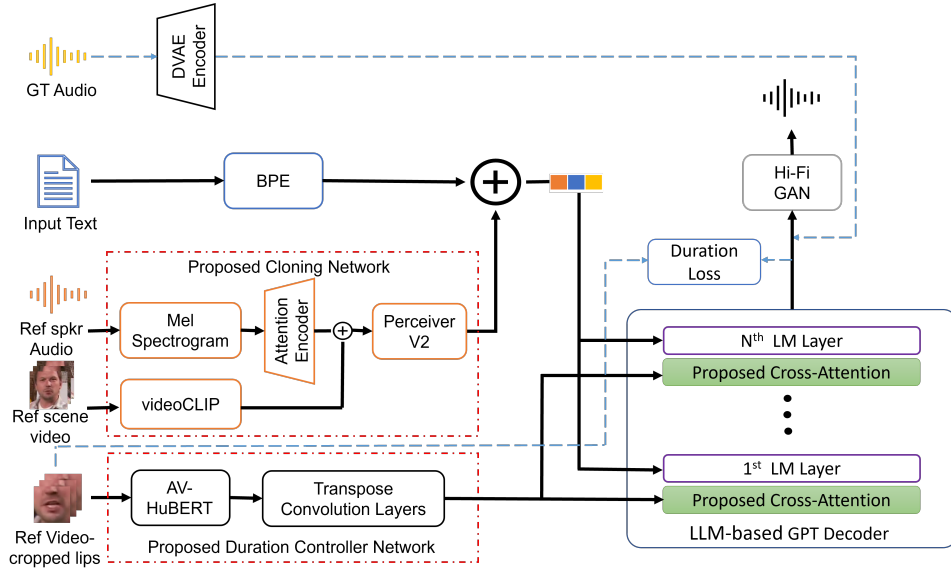 GT Audio
DVAE
Encoder
Input Text
BPE
Hi-Fi
GAN
Duration
Loss
Proposed Cloning Network
Ref spkr
Audio
Mel
Spectrogram
Attention
Encoder
Perceiver
V2
Ref scene
video
videoCLIP
Nth LM Layer
Proposed Cross-Attention
1st LM Layer
Proposed Cross-Attention
LLM-based GPT Decoder
Ref Video-
cropped lips
AV-
HuBERT
Transpose
Convolution Layers
Proposed Duration Controller Network